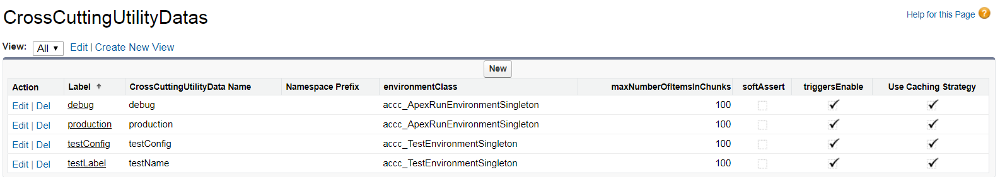 CrossCuttingUtilityDatas
Help for this Page ?
View: All Edit | Create New View
New
Action Label CrossCuttingUtilityData Name Namespace Prefix environmentClass maxNumberOfItemsInChunks softAssert triggersEnable Use Caching Strategy
Edit | Del debug debug accc_ApexRunEnvironmentSingleton 100
Edit | Del production production accc_ApexRunEnvironmentSingleton 100
Edit | Del testConfig testConfig accc_TestEnvironmentSingleton 100
Edit | Del testLabel testName accc_TestEnvironmentSingleton 100